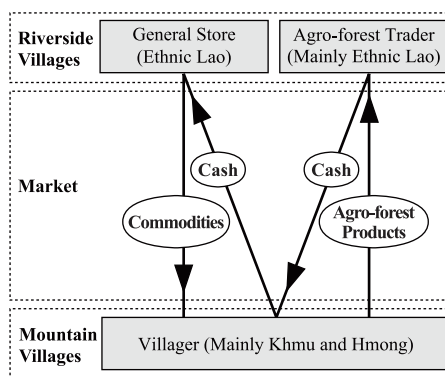 Riverside
Villages
General Store
(Ethnic Lao)
Agro-forest Trader
(Mainly Ethnic Lao)
Market
Cash
Cash
Commodities
Agro-forest
Products
Mountain
Villages
Villager (Mainly Khmu and Hmong)